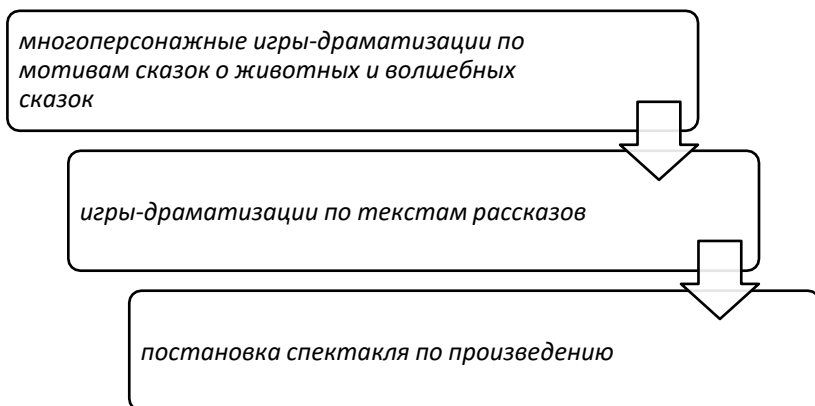 многоперсонажные игры-драматизации по
мотивам сказок о животных и волшебных
сказок
игры-драматизации по текстам рассказов
постановка спектакля по произведению